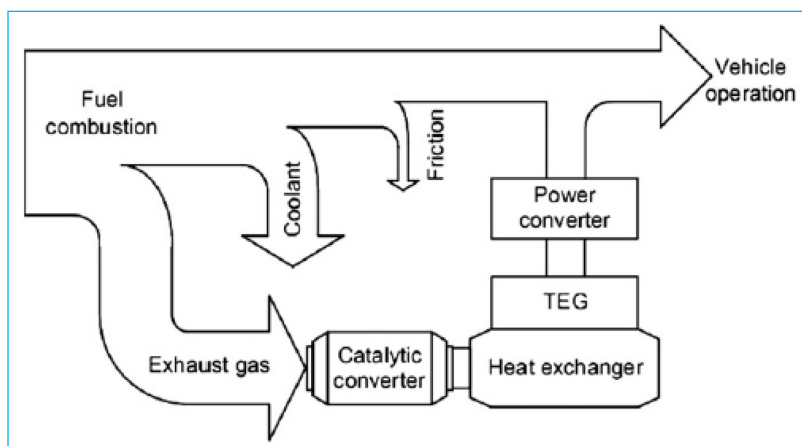 Vehicle
operation
Fuel
combustion
Coolant
Friction
Power
converter
TEG
Exhaust gas
Catalytic
converter
Heat exchanger